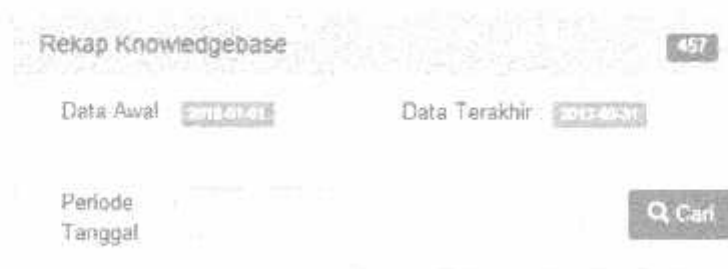 Rekap Knowledgebase 457
Data Awal Data Terakhir :
Periode
Tanggal
Cari